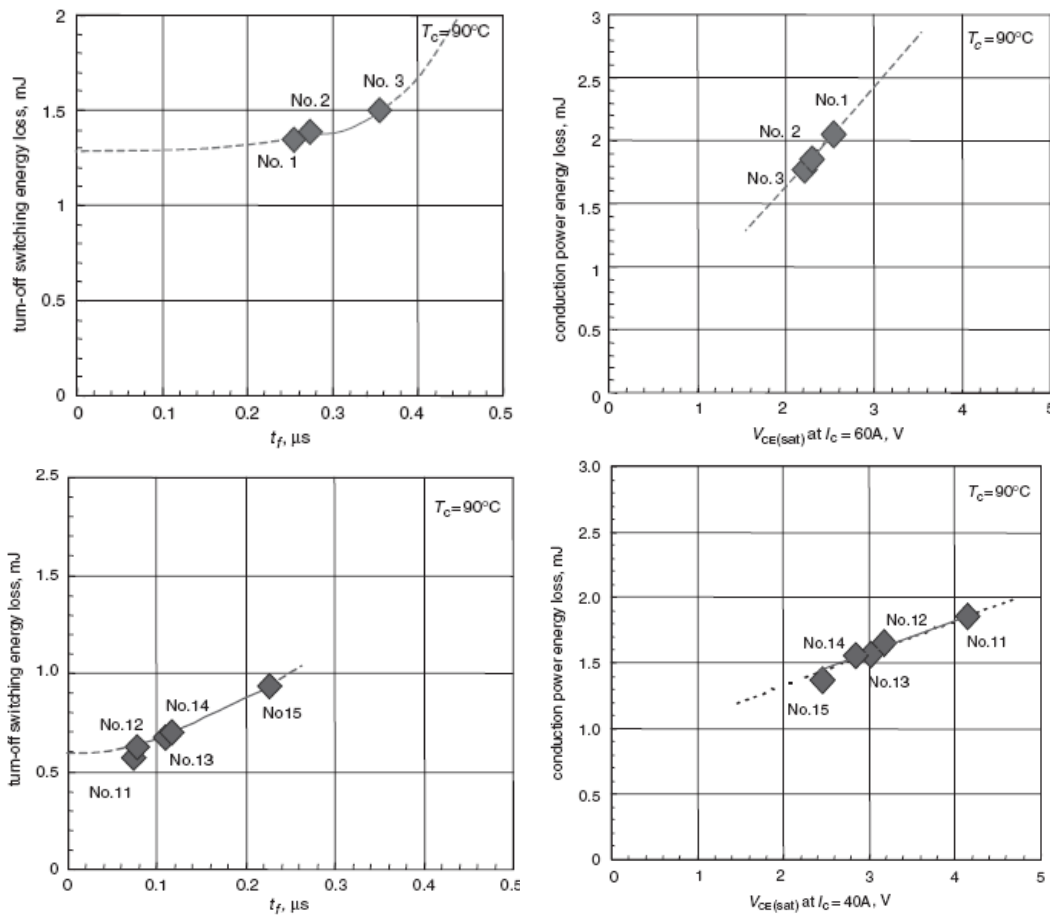 2
1.5
1
0.5
0
turn-off switching energy loss, mJ
Tc=90°C
No. 3
No. 2
No. 1
0 0.1 0.2 0.3 0.4 0.5
tf, µs
3
2.5
2
1.5
1
0.5
0
conduction power energy loss, mJ
Tc=90°C
No.1
No. 2
No.3
0 1 2 3 4 5
VCE(sat) at IC = 60A, V
2.5
1.5
1.0
0.5
0
turn-off switching energy loss, mJ
Tc=90°C
No.14
No.12
No15
No.13
No.11
0 0.1 0.2 0.3 0.4 0.5
tf, µs
3.0
2.5
2.0
1.5
1.0
0.5
0
conduction power energy loss, mJ
Tc=90°C
No.12
No.14
No.11
No.13
No.15
0 1 2 3 4 5
VCE(sat) at IC = 40A, V